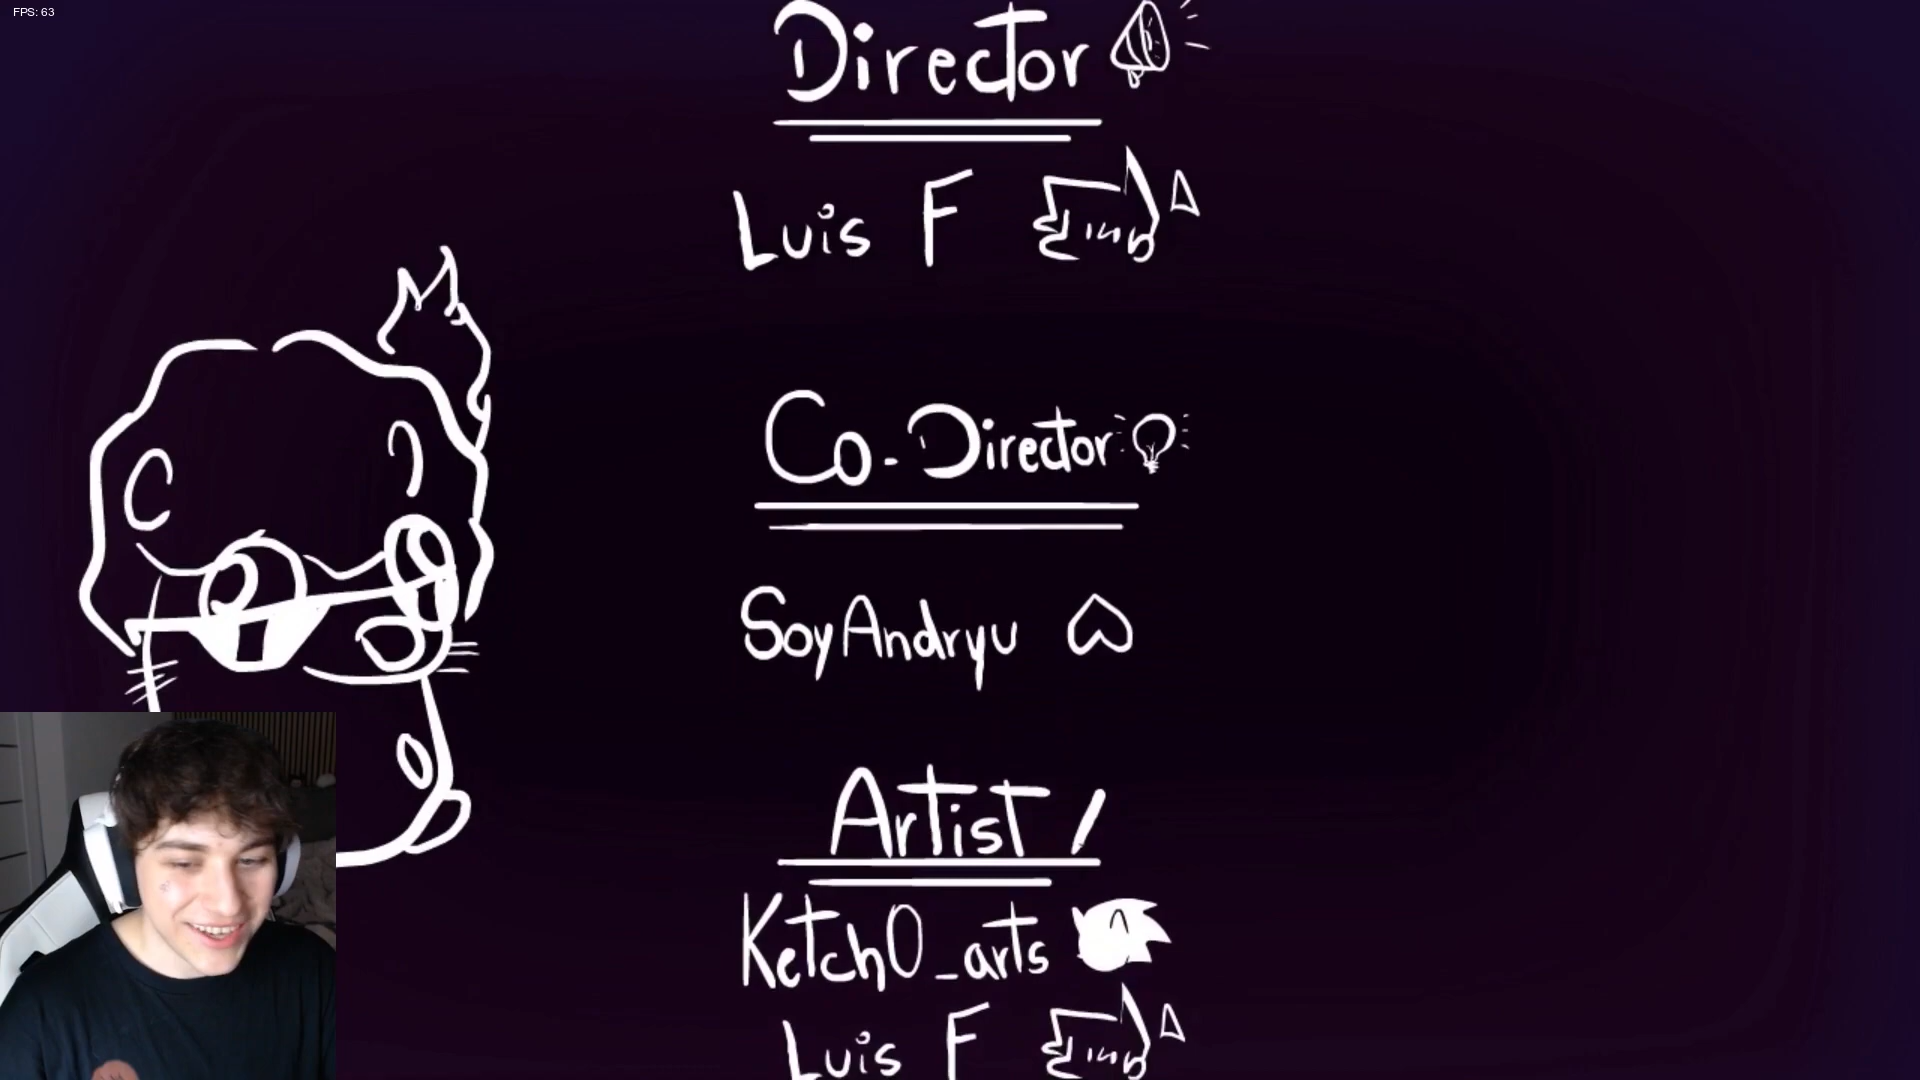 FPS: 63
Director
Luis F
Co-Director
SoyAndryu
Artist
Ketch0_arts
Luis F